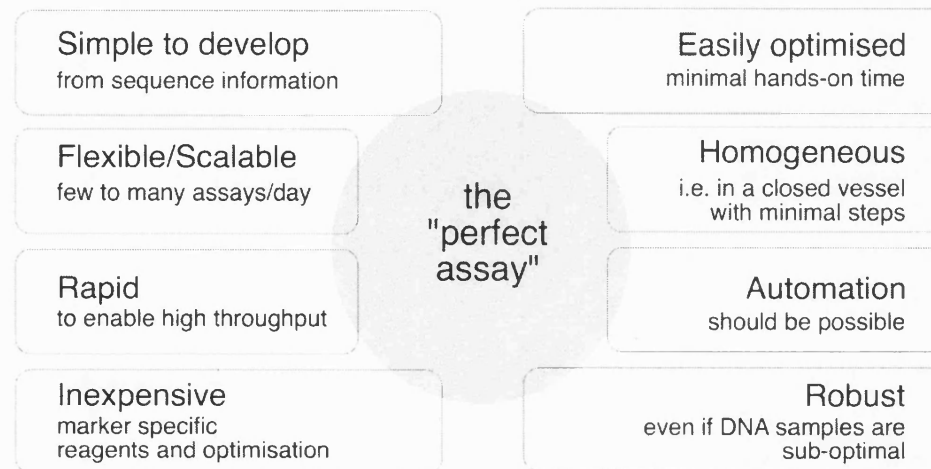 Simple to develop
from sequence information
Easily optimised
minimal hands-on time
Flexible/Scalable
few to many assays/day
Homogeneous
i.e. in a closed vessel
with minimal steps
the
"perfect
assay"
Rapid
to enable high throughput
Automation
should be possible
Inexpensive
marker specific
reagents and optimisation
Robust
even if DNA samples are
sub-optimal